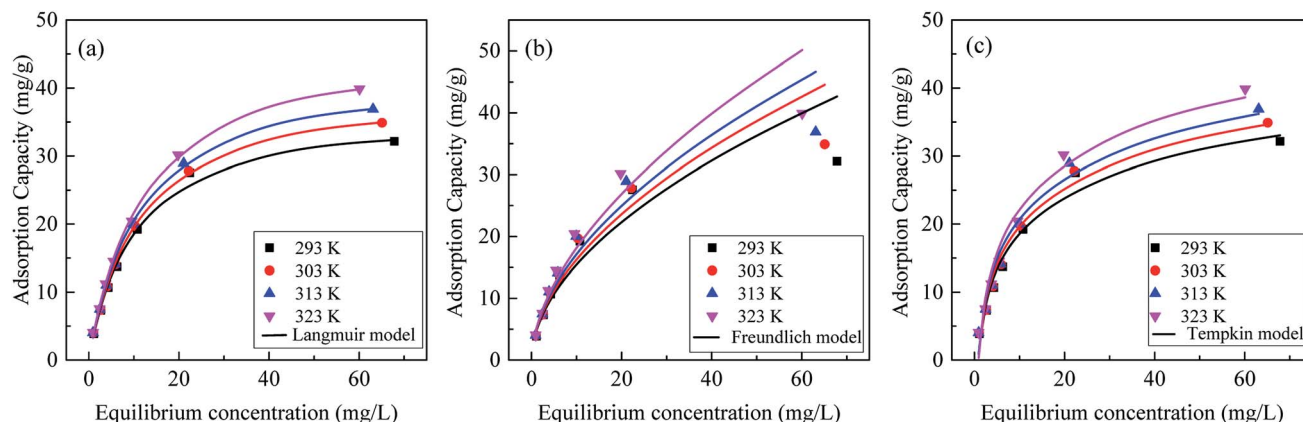 (a)
Adsorption Capacity (mg/g)
50
40
30
20
10
0
293 K
303 K
313 K
323 K
Langmuir model
0 20 40 60
Equilibrium concentration (mg/L)
(b)
Adsorption Capacity (mg/g)
50
40
30
20
10
0
293 K
303 K
313 K
323 K
Freundlich model
0 20 40 60
Equilibrium concentration (mg/L)
(c)
Adsorption Capacity (mg/g)
50
40
30
20
10
0
293 K
303 K
313 K
323 K
Tempkin model
0 20 40 60
Equilibrium concentration (mg/L)